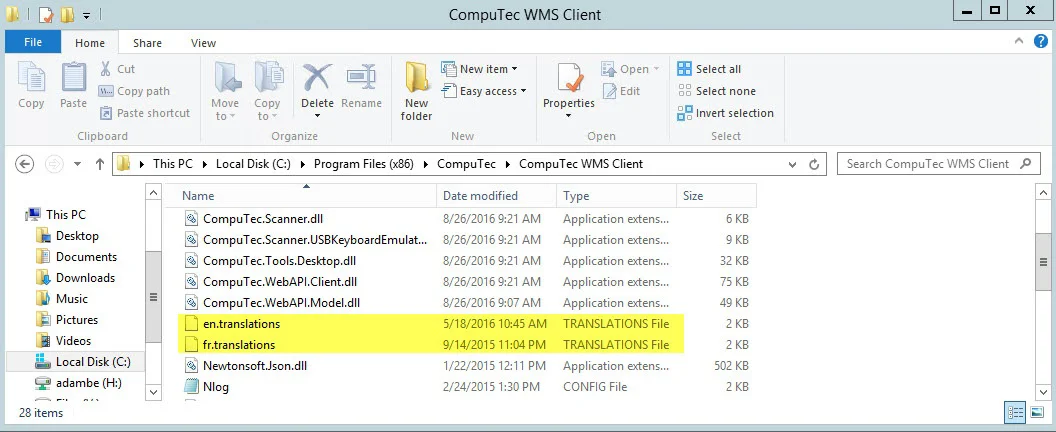 CompuTec WMS Client
File Home Share View
Copy Paste Cut Copy path Paste shortcut Move to Copy to Delete Rename New folder New item Easy access Properties Open Edit Select all Select none Invert selection
Clipboard Organize New Open Select
This PC Local Disk (C:) Program Files (x86) CompuTec CompuTec WMS Client Search CompuTec WMS Client
Name Date modified Type Size
This PC
Desktop
Documents
Downloads
Music
Pictures
Videos
Local Disk (C:)
adambe (H:)
CompuTec.Scanner.dll 8/26/2016 9:21 AM Application extens... 6 KB
CompuTec.Scanner.USBKeyboardEmulat... 8/26/2016 9:21 AM Application extens... 9 KB
CompuTec.Tools.Desktop.dll 8/26/2016 9:21 AM Application extens... 32 KB
CompuTec.WebAPI.Client.dll 8/26/2016 9:21 AM Application extens... 75 KB
CompuTec.WebAPI.Model.dll 8/26/2016 9:07 AM Application extens... 49 KB
en.translations 5/18/2016 10:45 AM TRANSLATIONS File 2 KB
fr.translations 9/14/2015 11:04 PM TRANSLATIONS File 2 KB
Newtonsoft.Json.dll 1/22/2015 12:11 PM Application extens... 502 KB
Nlog 2/24/2015 1:30 PM CONFIG File 2 KB
28 items